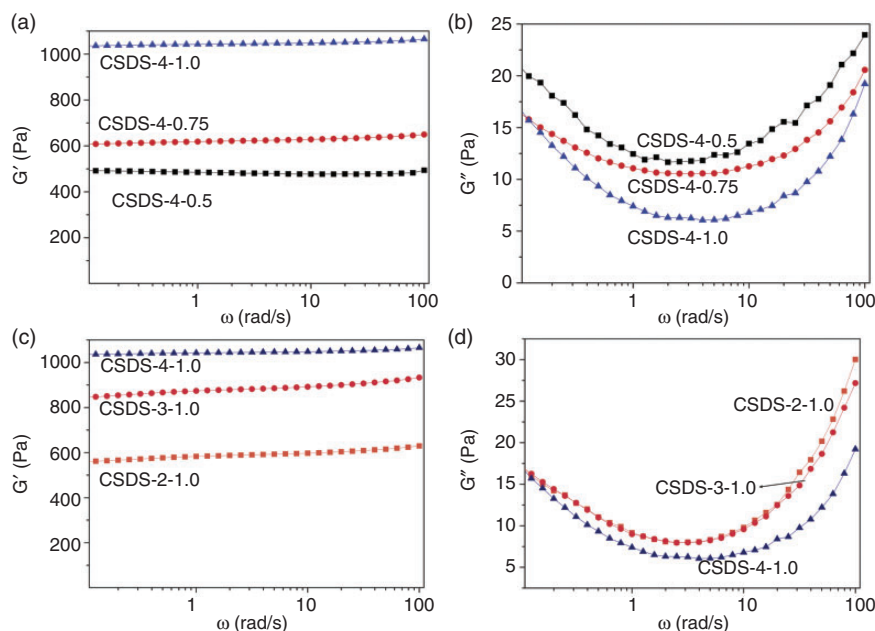 (a)
1000
800
600
400
200
G′ (Pa)
CSDS-4-1.0
CSDS-4-0.75
CSDS-4-0.5
1
10
100
ω (rad/s)
(b)
25
20
15
10
5
0
G″ (Pa)
CSDS-4-0.5
CSDS-4-0.75
CSDS-4-1.0
1
10
100
ω (rad/s)
(c)
1000
800
600
400
200
G′ (Pa)
CSDS-4-1.0
CSDS-3-1.0
CSDS-2-1.0
1
10
100
ω (rad/s)
(d)
30
25
20
15
10
5
G″ (Pa)
CSDS-2-1.0
CSDS-3-1.0
CSDS-4-1.0
1
10
100
ω (rad/s)